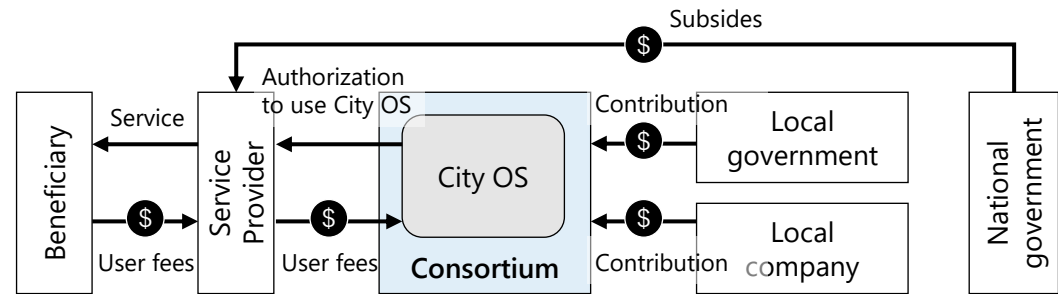 Subsides
$
Authorization
to use City OS
Contribution
Service
$
Local
government
Beneficiary
Service
Provider
City OS
National
government
$
$
$
Local
company
User fees
User fees
Consortium
Contribution